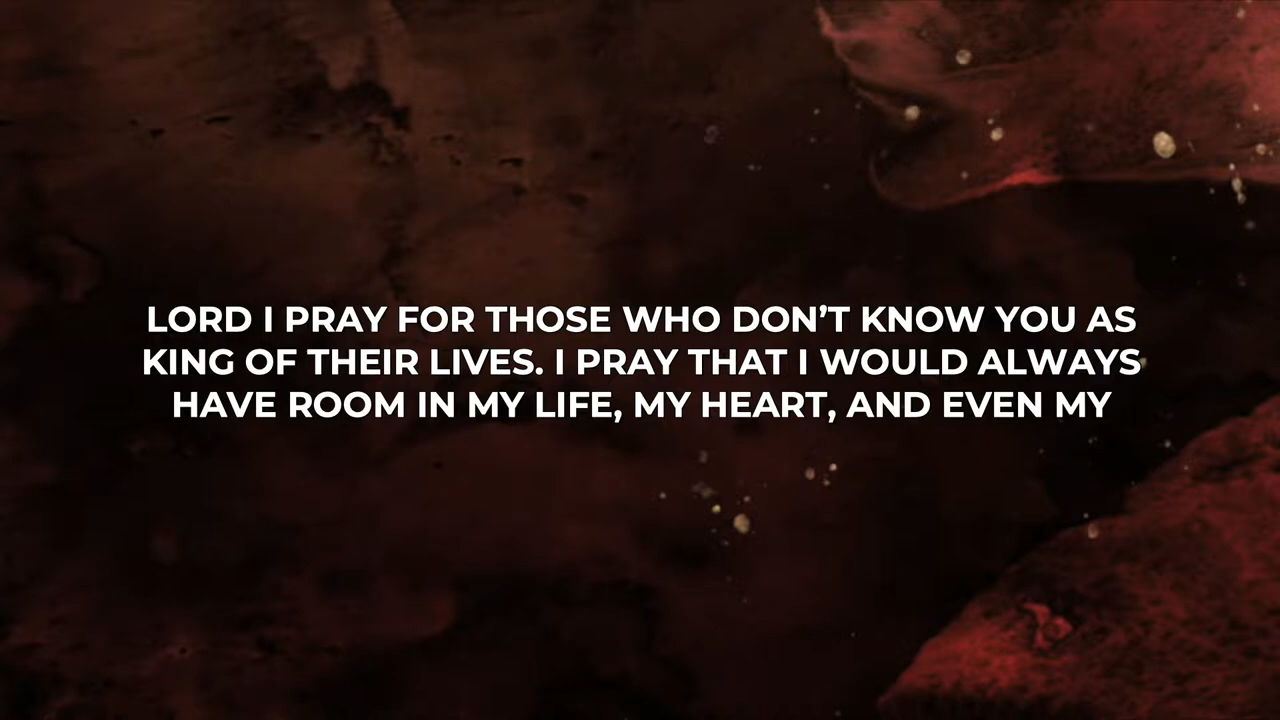 LORD I PRAY FOR THOSE WHO DON’T KNOW YOU AS
KING OF THEIR LIVES. I PRAY THAT I WOULD ALWAYS
HAVE ROOM IN MY LIFE, MY HEART, AND EVEN MY